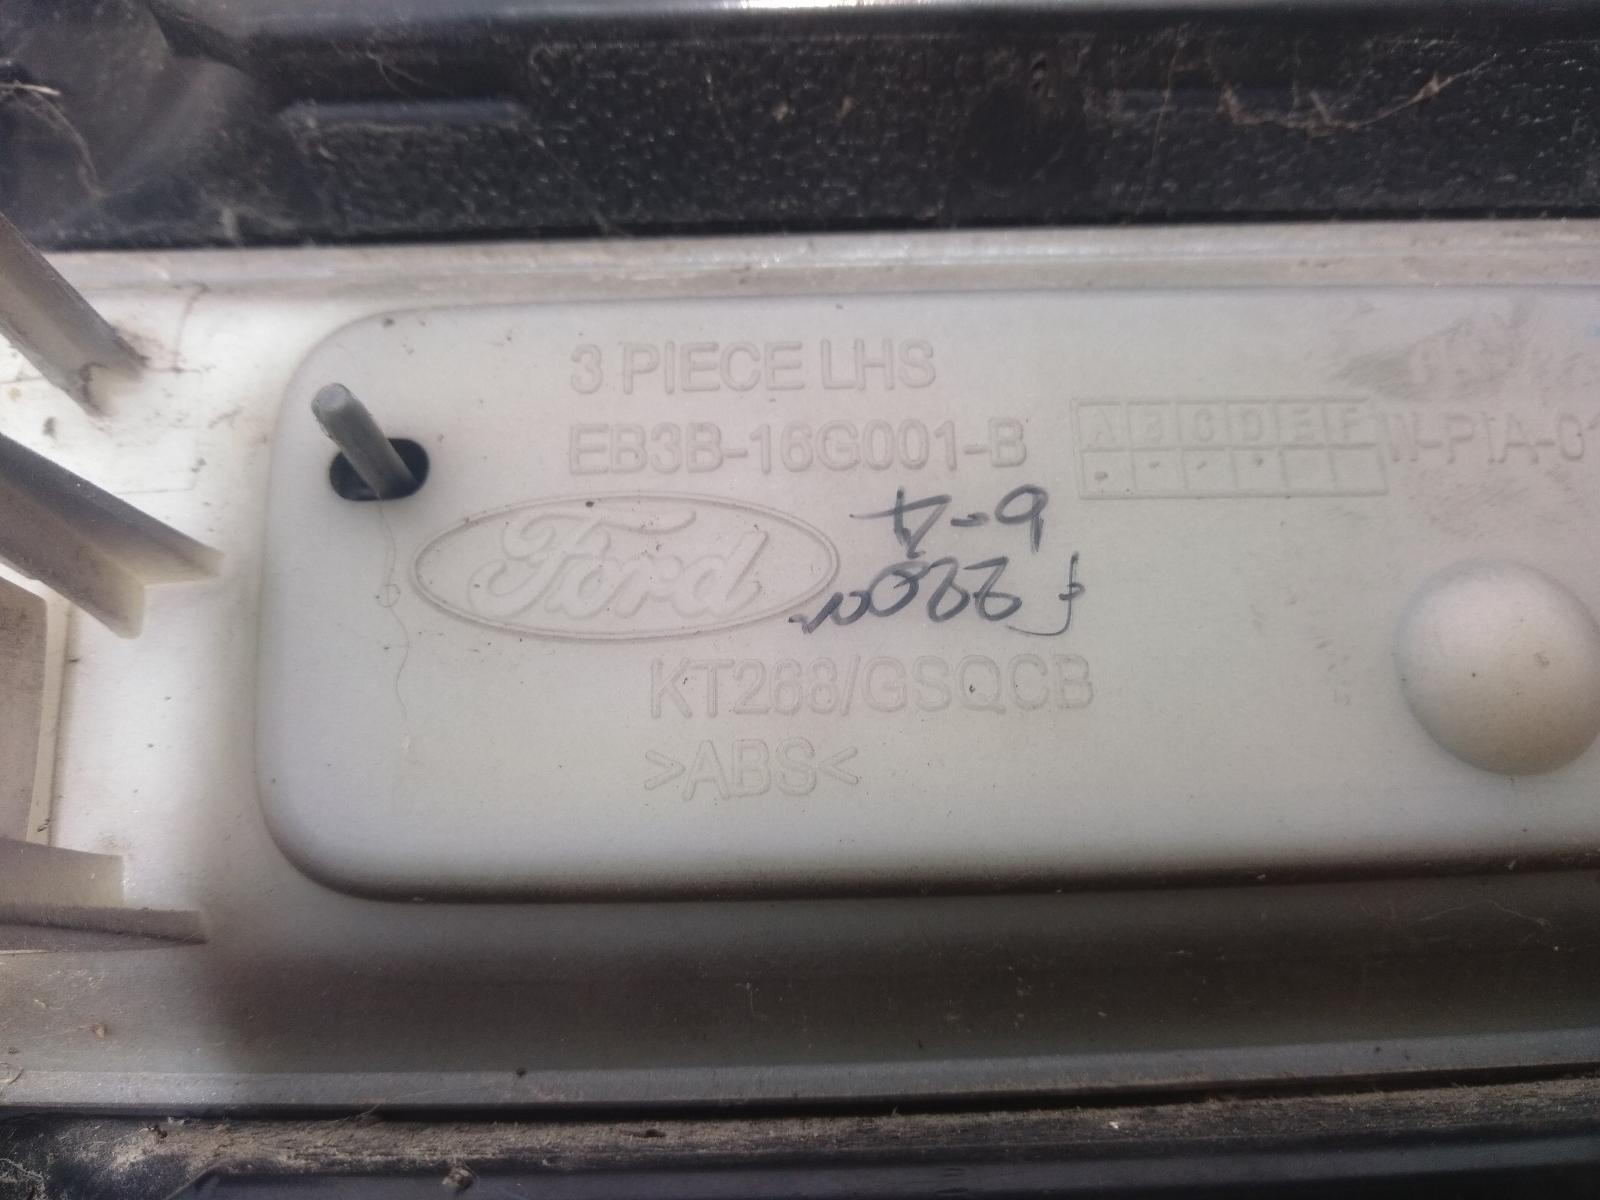 3 PIECE LHS
EB3B-16G001-B
A B C D E F
Ford
KT268/GSQCB
>ABS<